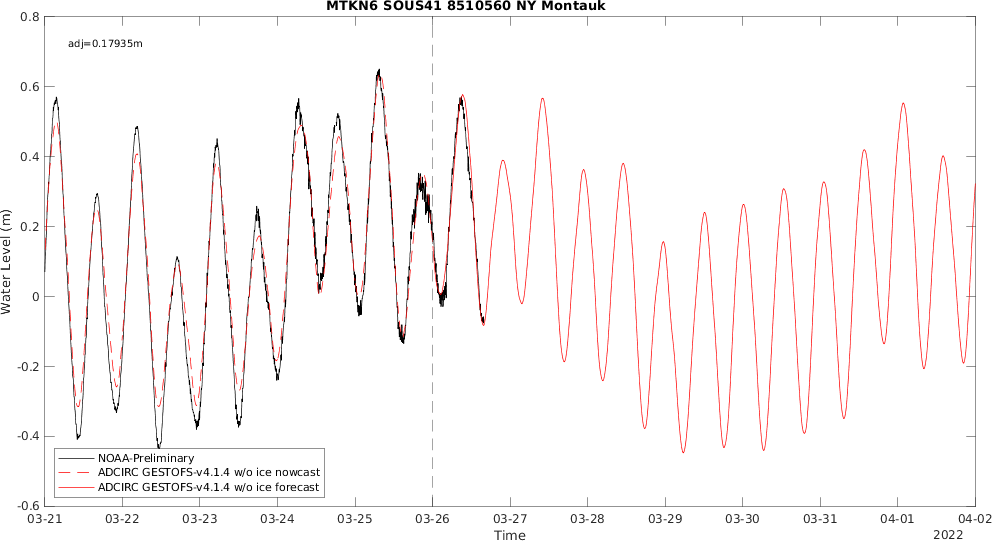 MTKN6 SOUS41 8510560 NY Montauk
adj=0.17935m
Water Level (m)
0.8
0.6
0.4
0.2
0
-0.2
-0.4
-0.6
NOAA-Preliminary
ADCIRC GESTOFS-v4.1.4 w/o ice nowcast
ADCIRC GESTOFS-v4.1.4 w/o ice forecast
03-21 03-22 03-23 03-24 03-25 03-26 03-27 03-28 03-29 03-30 03-31 04-01 04-02
Time
2022